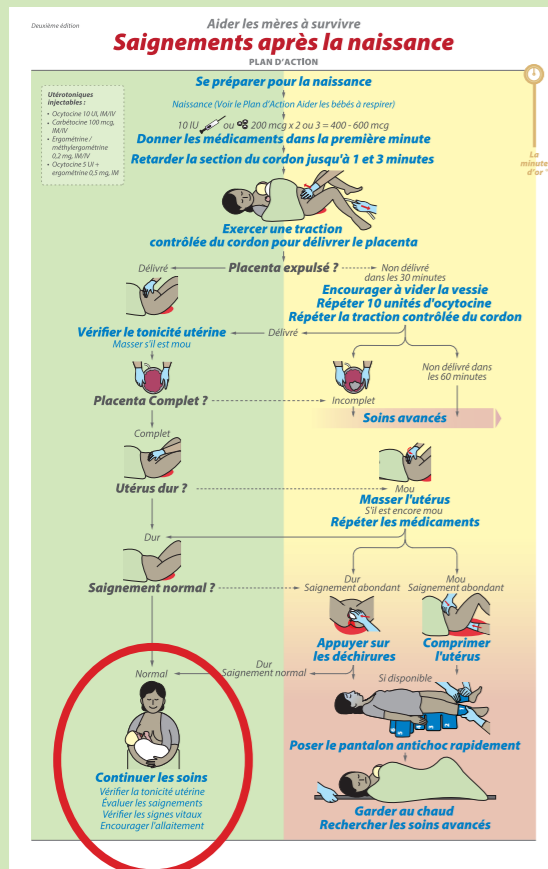 Deuxième édition
Aider les mères à survivre
Saignements après la naissance
PLAN D'ACTION
Se préparer pour la naissance
Utérotoniques
injectables :
• Ocytocine 10 UI, IM/IV
• Carbétocine 100 mcg,
IM/IV
• Ergométrine /
méthylergométrine
0,2 mg, IM/IV
• Ocytocine 5 UI +
ergométrine 0,5 mg, IM
Naissance (Voir le Plan d'Action Aider les bébés à respirer)
10 IU ou 200 mcg x 2 ou 3 = 400 - 600 mcg
Donner les médicaments dans la première minute
Retarder la section du cordon jusqu'à 1 et 3 minutes
La
minute
d'or
Exercer une traction
contrôlée du cordon pour délivrer le placenta
Délivré
Placenta expulsé ?
Non délivré
dans les 30 minutes
Encourager à vider la vessie
Répéter 10 unités d'ocytocine
Répéter la traction contrôlée du cordon
Vérifier le tonicité utérine
Masser s'il est mou
Délivré
Non délivré dans
les 60 minutes
Placenta Complet ?
Incomplet
Soins avancés
Complet
Utérus dur ?
Mou
Masser l'utérus
S'il est encore mou
Répéter les médicaments
Dur
Saignement normal ?
Dur
Saignement abondant
Mou
Saignement abondant
Appuyer sur
les déchirures
Comprimer
l'utérus
Normal
Dur
Saignement normal
Si disponible
Poser le pantalon antichoc rapidement
Continuer les soins
Vérifier la tonicité utérine
Évaluer les saignements
Vérifier les signes vitaux
Encourager l'allaitement
Garder au chaud
Rechercher les soins avancés